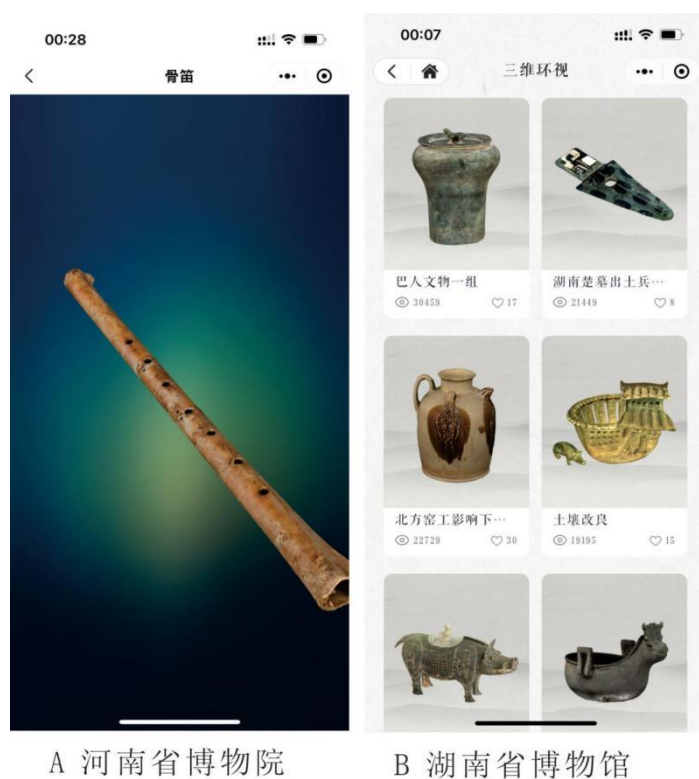 00:28
骨笛
A 河南省博物院
00:07
三维环视
巴人文物一组
30459 17
湖南楚墓出土兵…
21449 8
北方窑工影响下…
22729 30
土壤改良
19195 15
B 湖南省博物馆